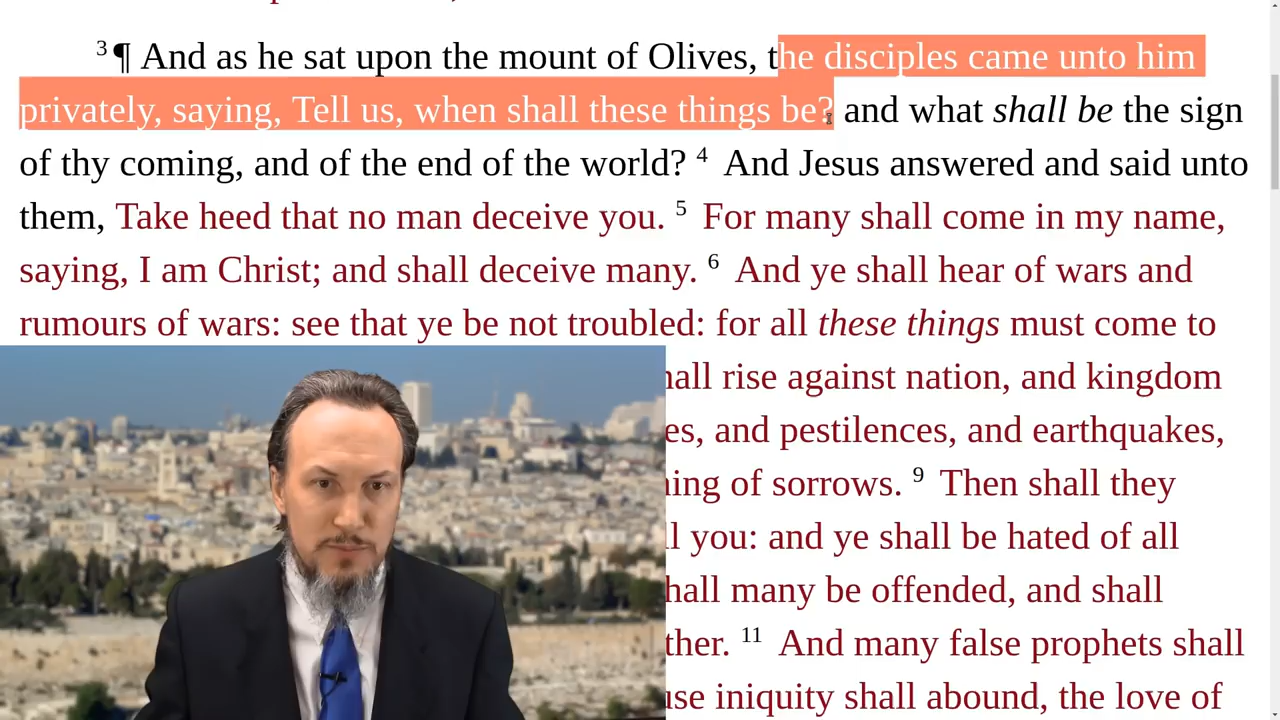 3 ¶ And as he sat upon the mount of Olives, the disciples came unto him
privately, saying, Tell us, when shall these things be? and what shall be the sign
of thy coming, and of the end of the world? 4 And Jesus answered and said unto
them, Take heed that no man deceive you. 5 For many shall come in my name,
saying, I am Christ; and shall deceive many. 6 And ye shall hear of wars and
rumours of wars: see that ye be not troubled: for all these things must come to
hall rise against nation, and kingdom
es, and pestilences, and earthquakes,
ning of sorrows. 9 Then shall they
ll you: and ye shall be hated of all
hall many be offended, and shall
ther. 11 And many false prophets shall
use iniquity shall abound, the love of